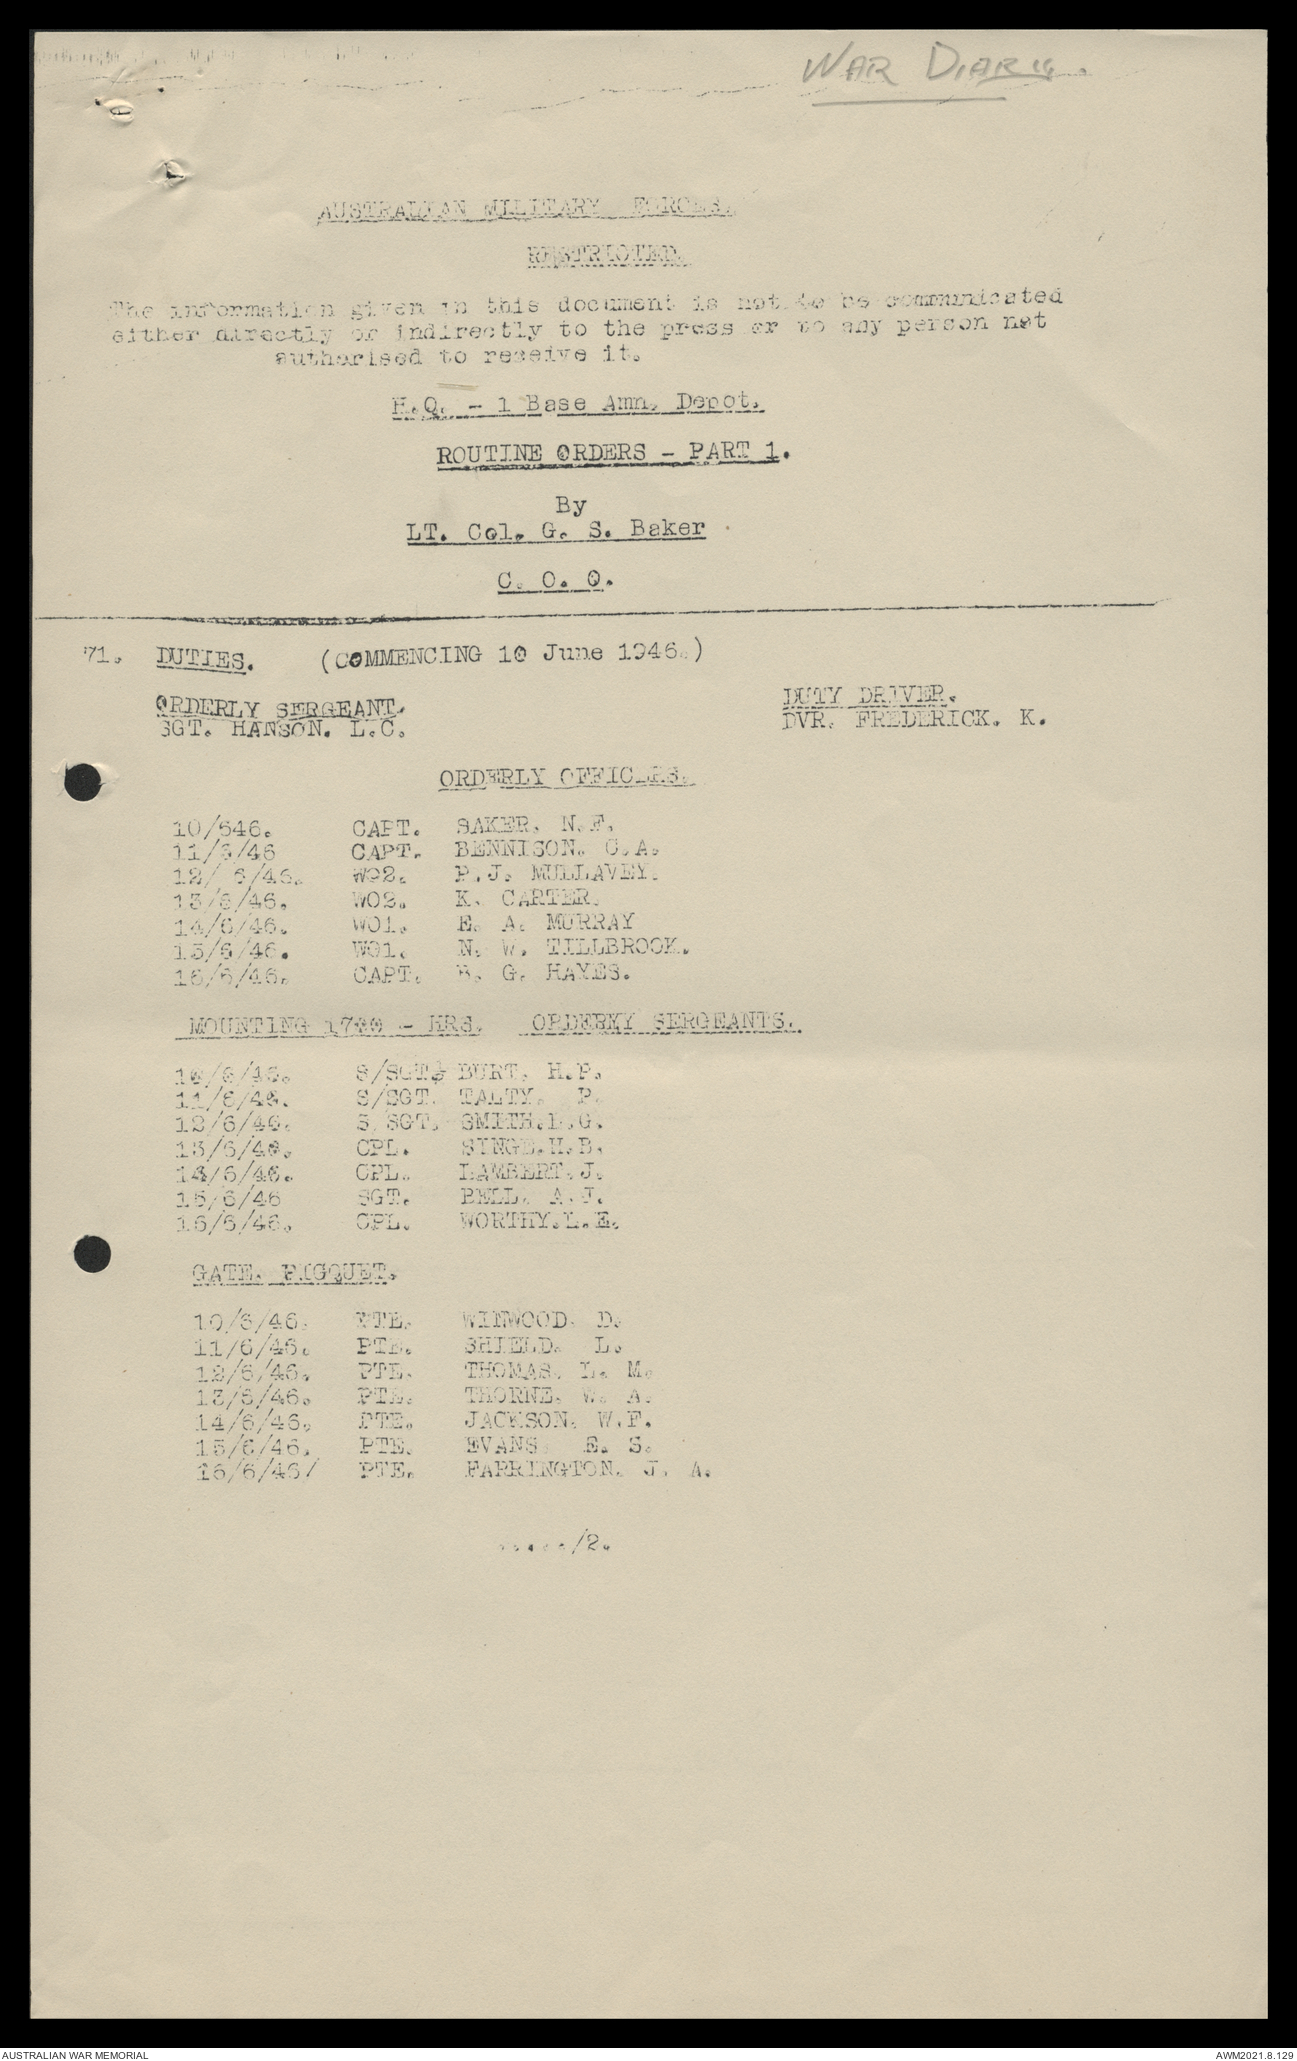 WAR DIARY.
AUSTRALIAN MILITARY FORCES.
RESTRICTED.
The information given in this document is not to be communicated
either directly or indirectly to the press or to any person not
authorised to receive it.
H.Q. - 1 Base Amn. Depot.
ROUTINE ORDERS - PART 1.
By
LT. Col. G. S. Baker
C. O. O.
71. DUTIES. (COMMENCING 10 June 1946.)
ORDERLY SERGEANT. DUTY DRIVER.
SGT. HANSON. L.C. DVR. FREDERICK. K.
ORDERLY OFFICERS.
10/646. CAPT. SAKER. N.F.
11/6/46 CAPT. BENNISON. C.A.
12/ 6/46. WO2. P.J. MULLAVEY.
13/6/46. WO2. K. CARTER.
14/6/46. WO1. E. A. MURRAY
15/6/46. WO1. N. W. TILLBROOK.
16/6/46. CAPT. G. HAYES.
MOUNTING 1700 - HRS. ORDERKY SERGEANTS.
10/6/46. S/SGT. BURT. H.P.
11/6/46. S/SGT. TALTY. P.
12/6/46. S/SGT. SMITH.L.G.
13/6/46. CPL. SINGE.H.B.
14/6/46. CPL. LAMBERT.J.
15/6/46 SGT. BELL. A.J.
16/6/46. CPL. WORTHY.L.E.
GATE. PICQUET.
10/6/46. PTE. WINWOOD. D.
11/6/46. PTE. SHIELD. L.
12/6/46. PTE. THOMAS. L. M.
13/6/46. PTE. THORNE. W. A.
14/6/46. PTE. JACKSON. W.F.
15/6/46. PTE. EVANS. E. S.
16/6/46/ PTE. FARRINGTON. J. A.
...../2.
AUSTRALIAN WAR MEMORIAL AWM2021.8.129